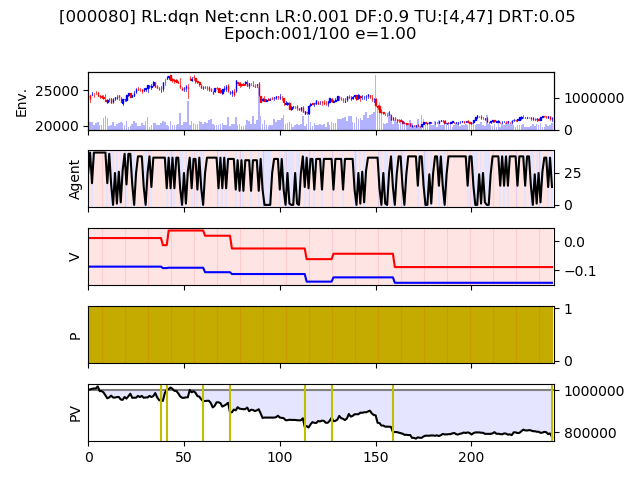 [000080] RL:dqn Net:cnn LR:0.001 DF:0.9 TU:[4,47] DRT:0.05
Epoch:001/100 e=1.00
Env.
25000
20000
1000000
0
Agent
25
0
V
0.0
−0.1
P
1
0
PV
1000000
800000
0 50 100 150 200